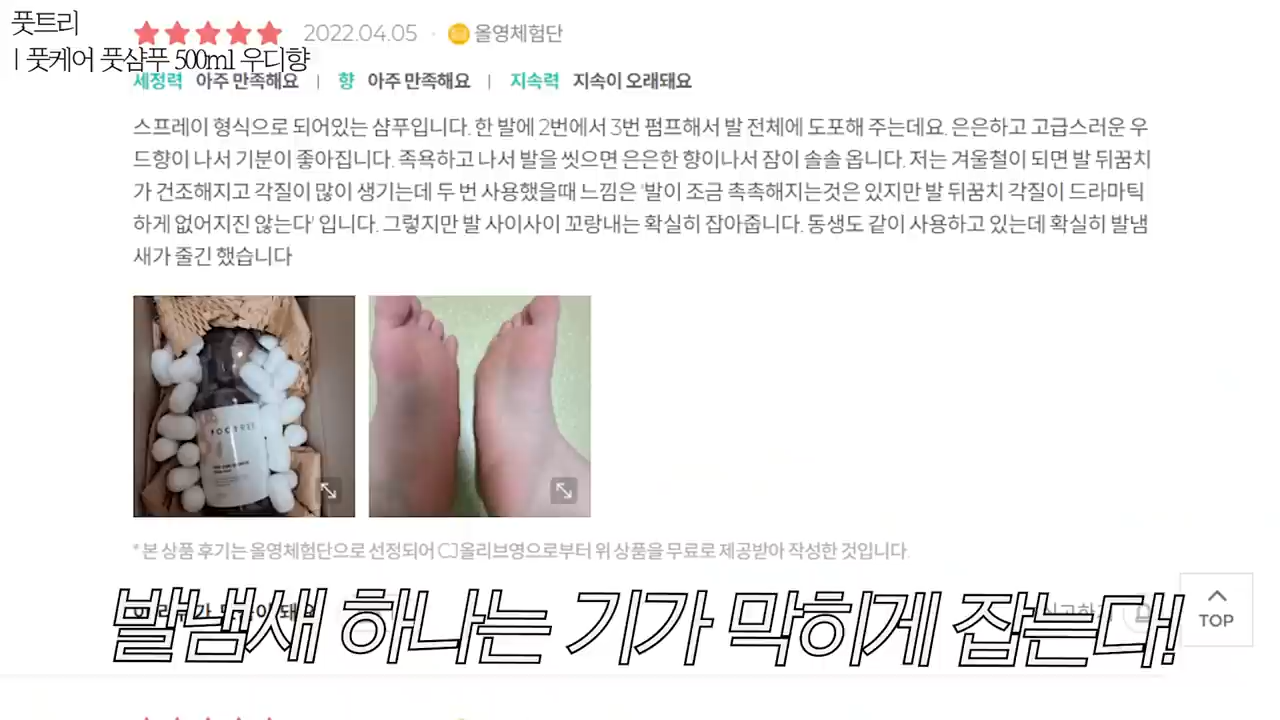 풋트리
| 풋케어 풋샴푸 500ml 우디향
2022.04.05 · 올영체험단
세정력 아주 만족해요 | 향 아주 만족해요 | 지속력 지속이 오래돼요
스프레이 형식으로 되어있는 샴푸입니다. 한 발에 2번에서 3번 펌프해서 발 전체에 도포해 주는데요. 은은하고 고급스러운 우
드향이 나서 기분이 좋아집니다. 족욕하고 나서 발을 씻으면 은은한 향이나서 잠이 솔솔 옵니다. 저는 겨울철이 되면 발 뒤꿈치
가 건조해지고 각질이 많이 생기는데 두 번 사용했을때 느낌은 '발이 조금 촉촉해지는것은 있지만 발 뒤꿈치 각질이 드라마틱
하게 없어지진 않는다' 입니다. 그렇지만 발 사이사이 꼬랑내는 확실히 잡아줍니다. 동생도 같이 사용하고 있는데 확실히 발냄
새가 줄긴 했습니다
FOOTREE
* 본 상품 후기는 올영체험단으로 선정되어 CJ올리브영으로부터 위 상품을 무료로 제공받아 작성한 것입니다.
발냄새 하나는 기가 막히게 잡는다!
TOP